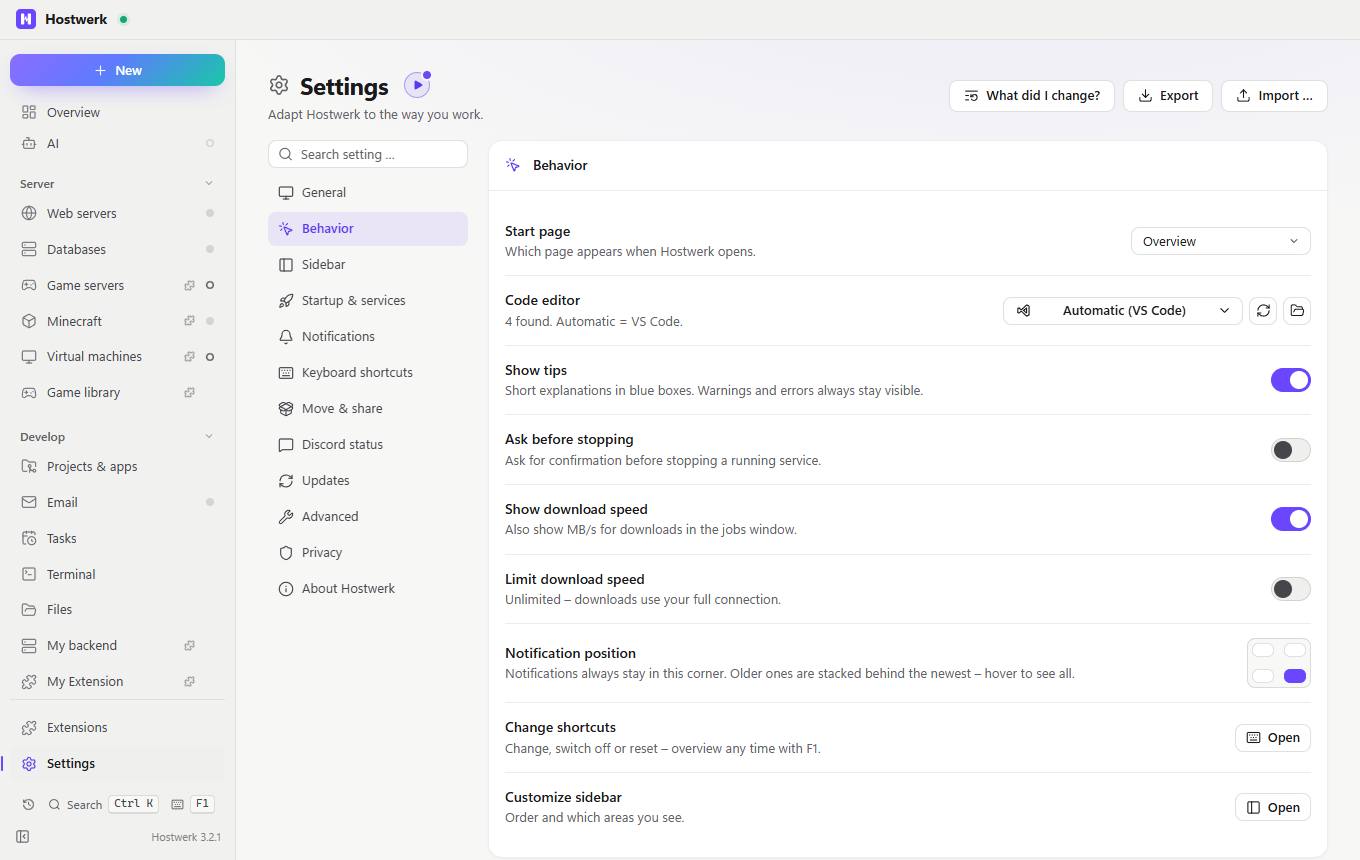 Hostwerk
New
Overview
AI
Server
Web servers
Databases
Game servers
Minecraft
Virtual machines
Game library
Develop
Projects & apps
Email
Tasks
Terminal
Files
My backend
My Extension
Extensions
Settings
Search Ctrl K F1
Hostwerk 3.2.1
Settings
Adapt Hostwerk to the way you work.
What did I change?
Export
Import ...
Search setting ...
General
Behavior
Sidebar
Startup & services
Notifications
Keyboard shortcuts
Move & share
Discord status
Updates
Advanced
Privacy
About Hostwerk
Behavior
Start page
Which page appears when Hostwerk opens.
Overview
Code editor
4 found. Automatic = VS Code.
Automatic (VS Code)
Show tips
Short explanations in blue boxes. Warnings and errors always stay visible.
Ask before stopping
Ask for confirmation before stopping a running service.
Show download speed
Also show MB/s for downloads in the jobs window.
Limit download speed
Unlimited – downloads use your full connection.
Notification position
Notifications always stay in this corner. Older ones are stacked behind the newest – hover to see all.
Change shortcuts
Change, switch off or reset – overview any time with F1.
Open
Customize sidebar
Order and which areas you see.
Open